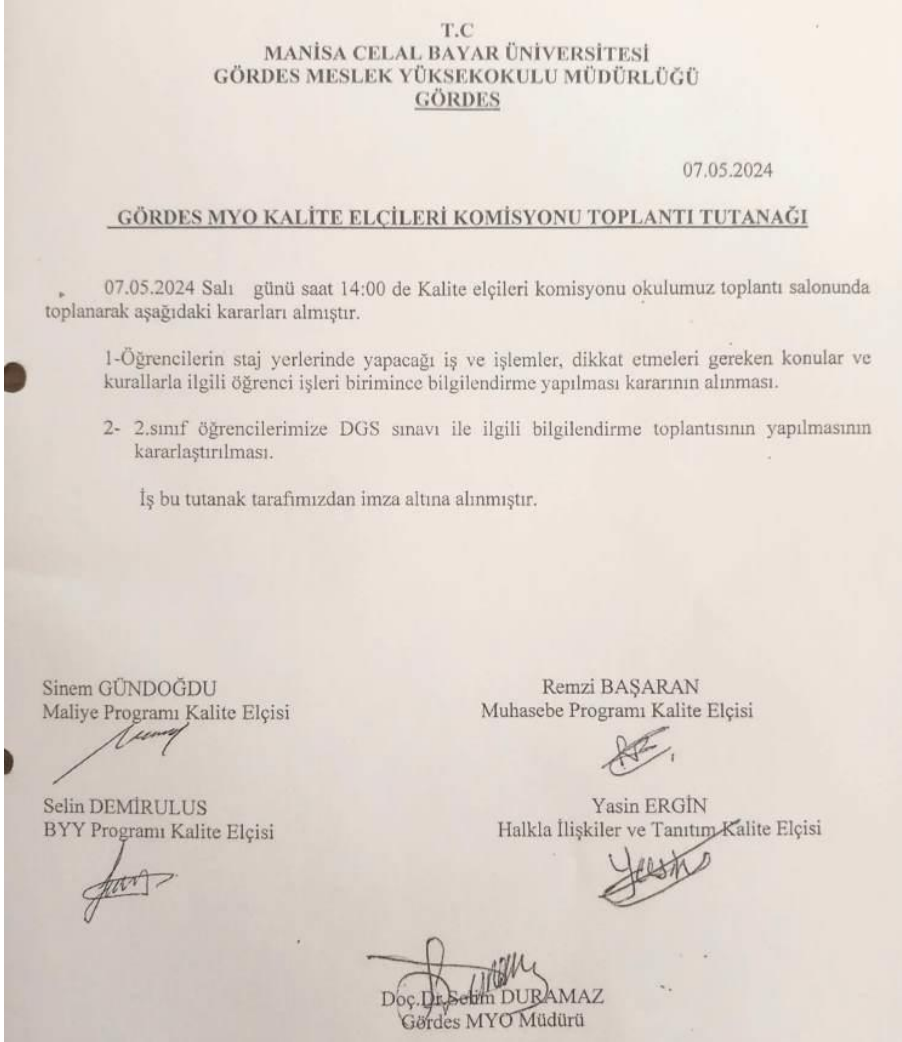 T.C
MANİSA CELAL BAYAR ÜNİVERSİTESİ
GÖRDES MESLEK YÜKSEKOKULU MÜDÜRLÜĞÜ
GÖRDES
07.05.2024
GÖRDES MYO KALİTE ELÇİLERİ KOMİSYONU TOPLANTI TUTANAĞI
07.05.2024 Salı günü saat 14:00 de Kalite elçileri komisyonu okulumuz toplantı salonunda
toplanarak aşağıdaki kararları almıştır.
1-Öğrencilerin staj yerlerinde yapacağı iş ve işlemler, dikkat etmeleri gereken konular ve
kurallarla ilgili öğrenci işleri birimince bilgilendirme yapılması kararının alınması.
2- 2.sınıf öğrencilerimize DGS sınavı ile ilgili bilgilendirme toplantısının yapılmasının
kararlaştırılması.
İş bu tutanak tarafımızdan imza altına alınmıştır.
Sinem GÜNDOĞDU
Maliye Programı Kalite Elçisi
Remzi BAŞARAN
Muhasebe Programı Kalite Elçisi
Selin DEMİRULUS
BYY Programı Kalite Elçisi
Yasin ERGİN
Halkla İlişkiler ve Tanıtım Kalite Elçisi
Doç.Dr.Selim DURAMAZ
Gördes MYO Müdürü